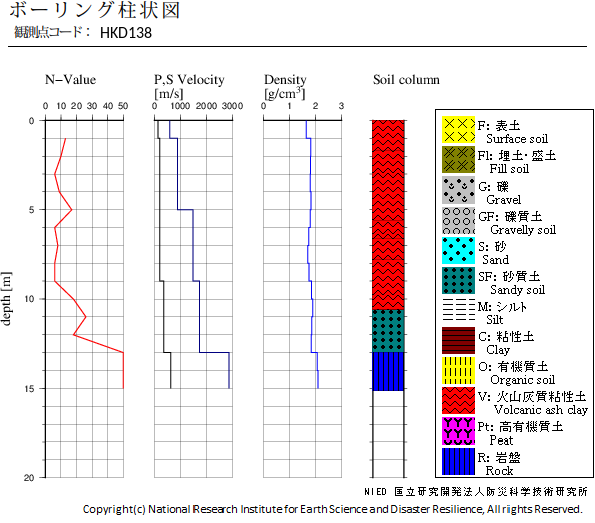 ボーリング柱状図
観測点コード： HKD138
N−Value P,S Velocity Density Soil column
[m/s] [g/cm³]
0 10 20 30 40 50 0 1000 2000 3000 0 1 2 3
0
5
10
15
20
depth [m]
F: 表土
Surface soil
Fl: 埋土・盛土
Fill soil
G: 礫
Gravel
GF: 礫質土
Gravelly soil
S: 砂
Sand
SF: 砂質土
Sandy soil
M: シルト
Silt
C: 粘性土
Clay
O: 有機質土
Organic soil
V: 火山灰質粘性土
Volcanic ash clay
Pt: 高有機質土
Peat
R: 岩盤
Rock
NIED 国立研究開発法人防災科学技術研究所
Copyright(c) National Research Institute for Earth Science and Disaster Resilience, All rights Reserved.